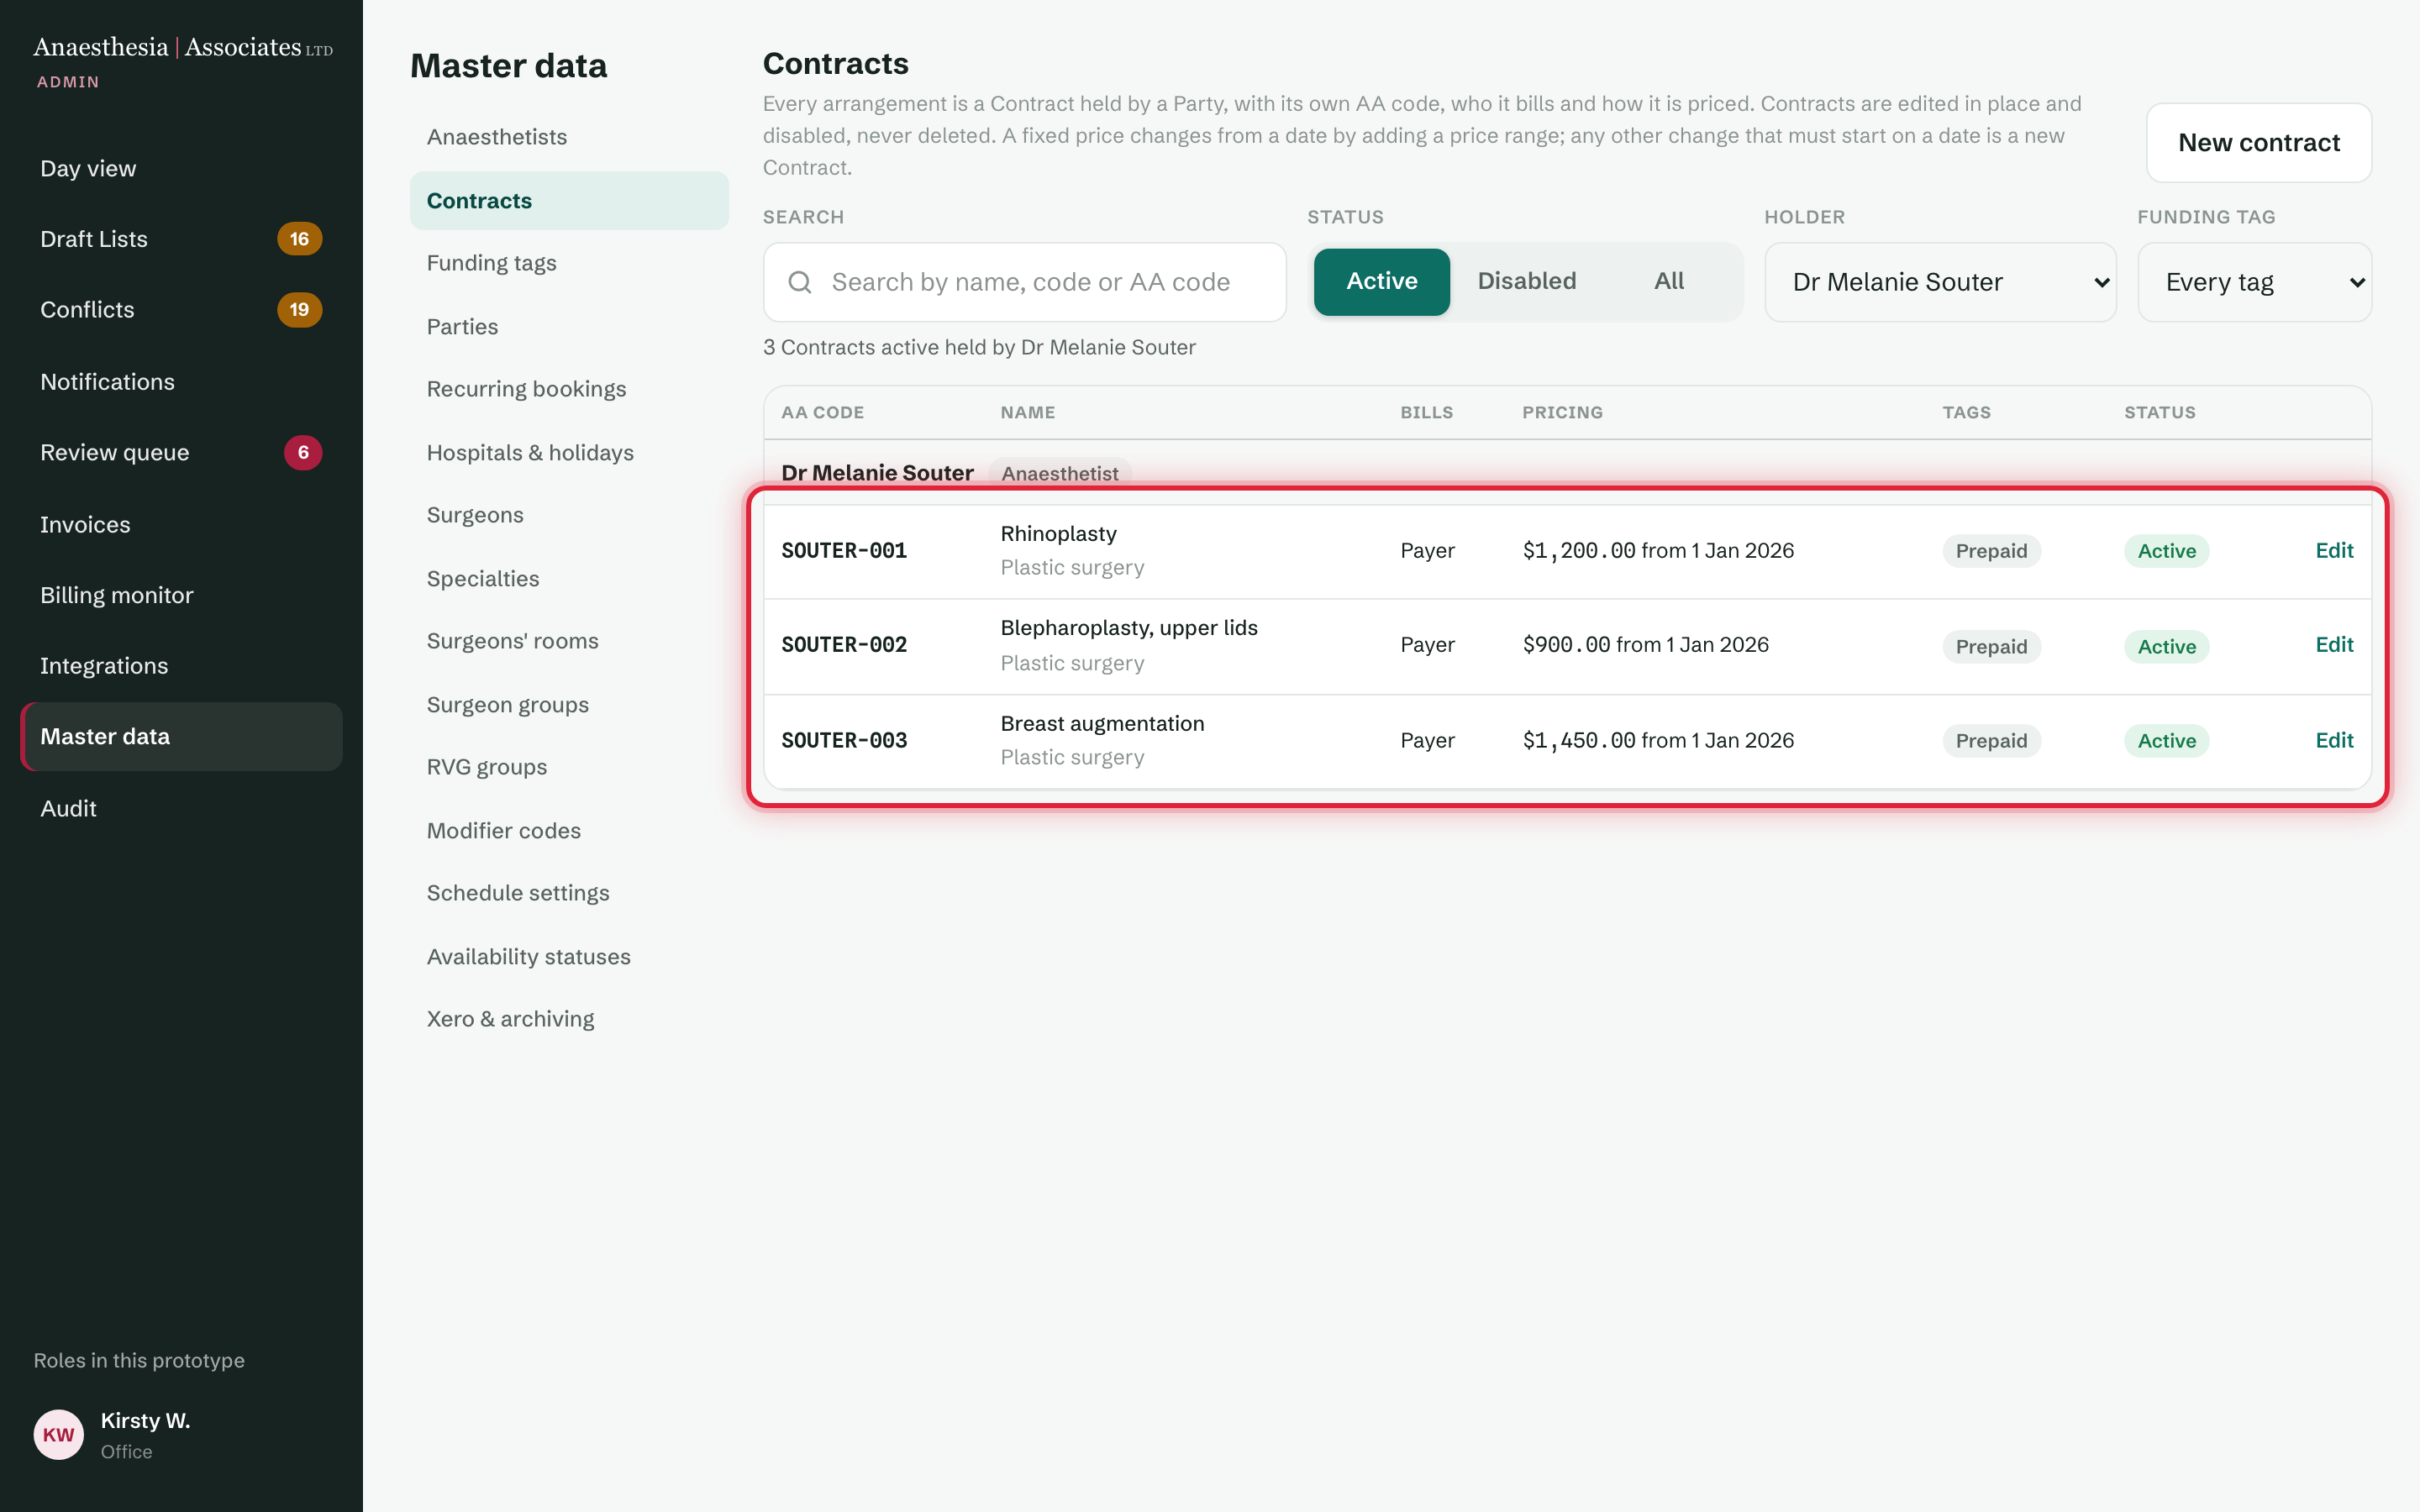 Anaesthesia | Associates LTD
ADMIN
Day view
Draft Lists 16
Conflicts 19
Notifications
Review queue 6
Invoices
Billing monitor
Integrations
Master data
Audit
Roles in this prototype
KW Kirsty W.
Office
Master data
Anaesthetists
Contracts
Funding tags
Parties
Recurring bookings
Hospitals & holidays
Surgeons
Specialties
Surgeons' rooms
Surgeon groups
RVG groups
Modifier codes
Schedule settings
Availability statuses
Xero & archiving
Contracts
Every arrangement is a Contract held by a Party, with its own AA code, who it bills and how it is priced. Contracts are edited in place and
disabled, never deleted. A fixed price changes from a date by adding a price range; any other change that must start on a date is a new
Contract.
New contract
SEARCH STATUS HOLDER FUNDING TAG
Search by name, code or AA code Active Disabled All Dr Melanie Souter Every tag
3 Contracts active held by Dr Melanie Souter
AA CODE NAME BILLS PRICING TAGS STATUS
Dr Melanie Souter Anaesthetist
SOUTER-001 Rhinoplasty Payer $1,200.00 from 1 Jan 2026 Prepaid Active Edit
Plastic surgery
SOUTER-002 Blepharoplasty, upper lids Payer $900.00 from 1 Jan 2026 Prepaid Active Edit
Plastic surgery
SOUTER-003 Breast augmentation Payer $1,450.00 from 1 Jan 2026 Prepaid Active Edit
Plastic surgery